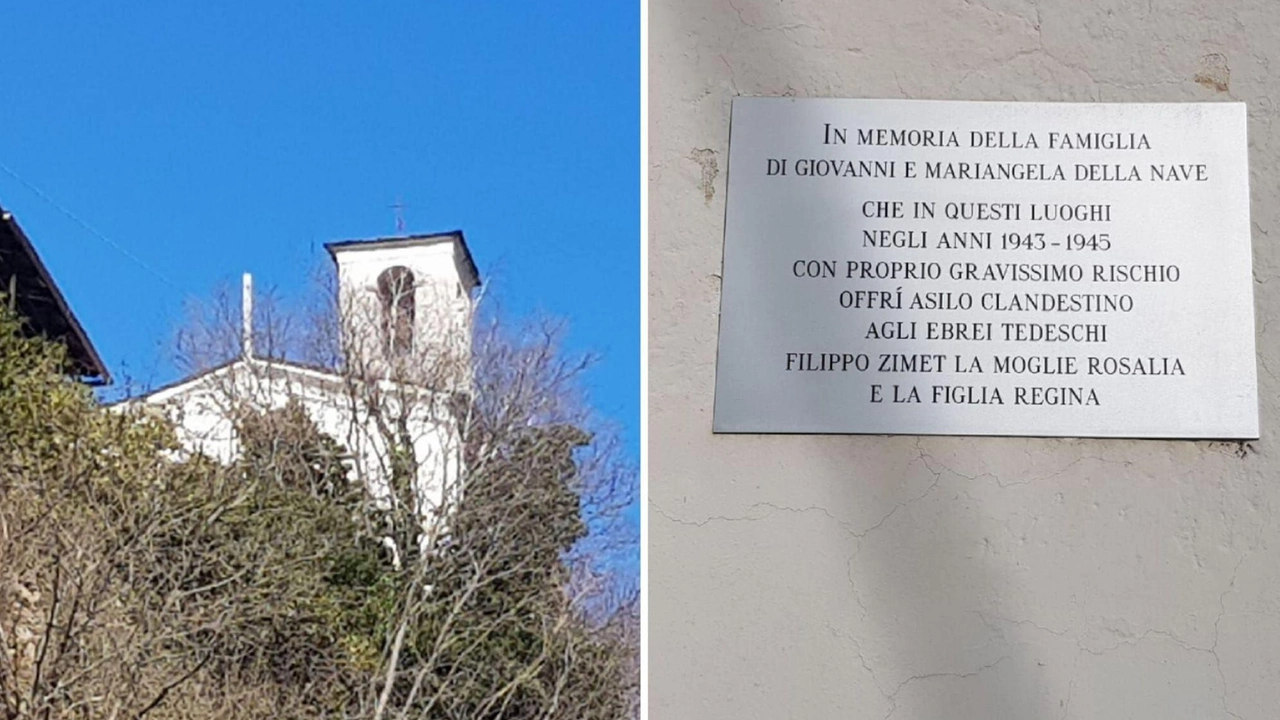 In memoria della famiglia
di Giovanni e Mariangela Della Nave
che in questi luoghi
negli anni 1943-1945
con proprio gravissimo rischio
offrí asilo clandestino
agli ebrei tedeschi
Filippo Zimet la moglie Rosalia
e la figlia Regina